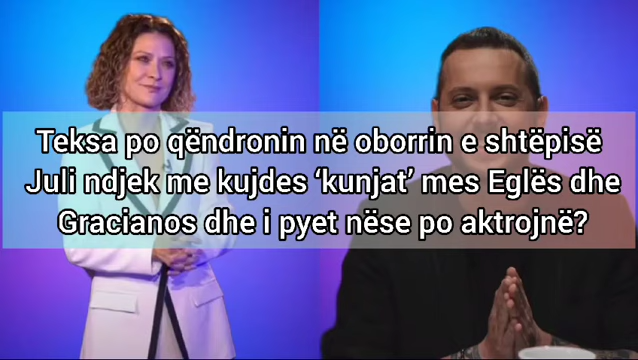 Teksa po qëndronin në oborrin e shtëpisë
Juli ndjek me kujdes ‘kunjat’ mes Eglës dhe
Gracianos dhe i pyet nëse po aktrojnë?